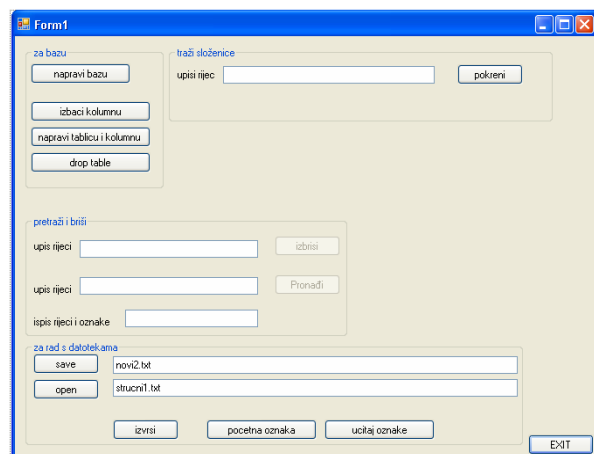 Form1
za bazu
napravi bazu
izbaci kolumnu
napravi tablicu i kolumnu
drop table
traži složenice
upisi rijec
pokreni
pretraži i briši
upis rijeci
izbrisi
upis rijeci
Pronađi
ispis rijeci i oznake
za rad s datotekama
save
novi2.txt
open
strucni1.txt
izvrsi
pocetna oznaka
ucitaj oznake
EXIT